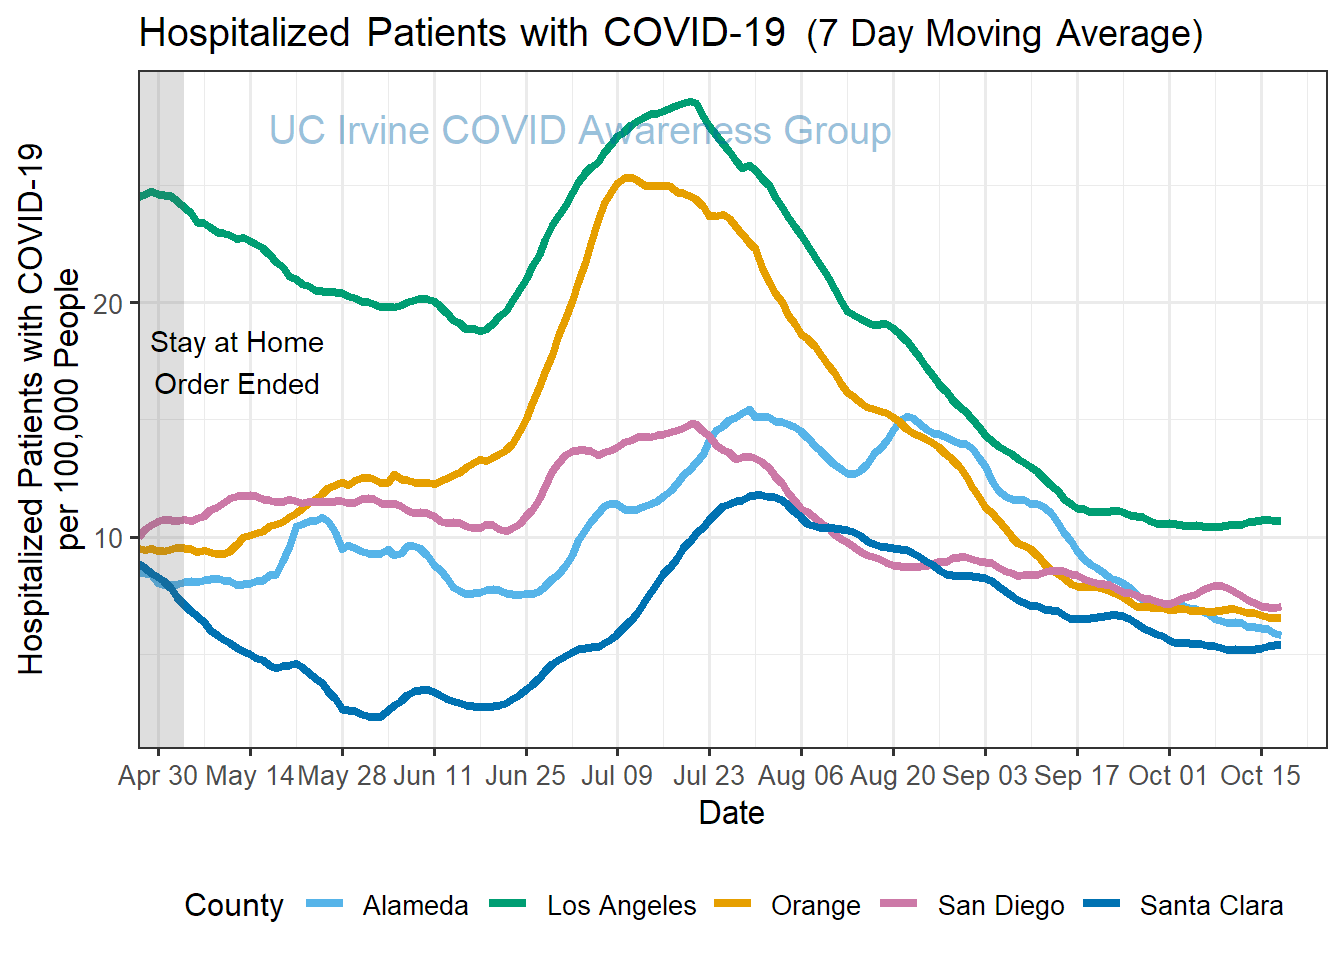 Hospitalized Patients with COVID-19 (7 Day Moving Average)
UC Irvine COVID Awareness Group
Hospitalized Patients with COVID-19
per 100,000 People
20
10
Stay at Home
Order Ended
Apr 30 May 14 May 28 Jun 11 Jun 25 Jul 09 Jul 23 Aug 06 Aug 20 Sep 03 Sep 17 Oct 01 Oct 15
Date
County Alameda Los Angeles Orange San Diego Santa Clara